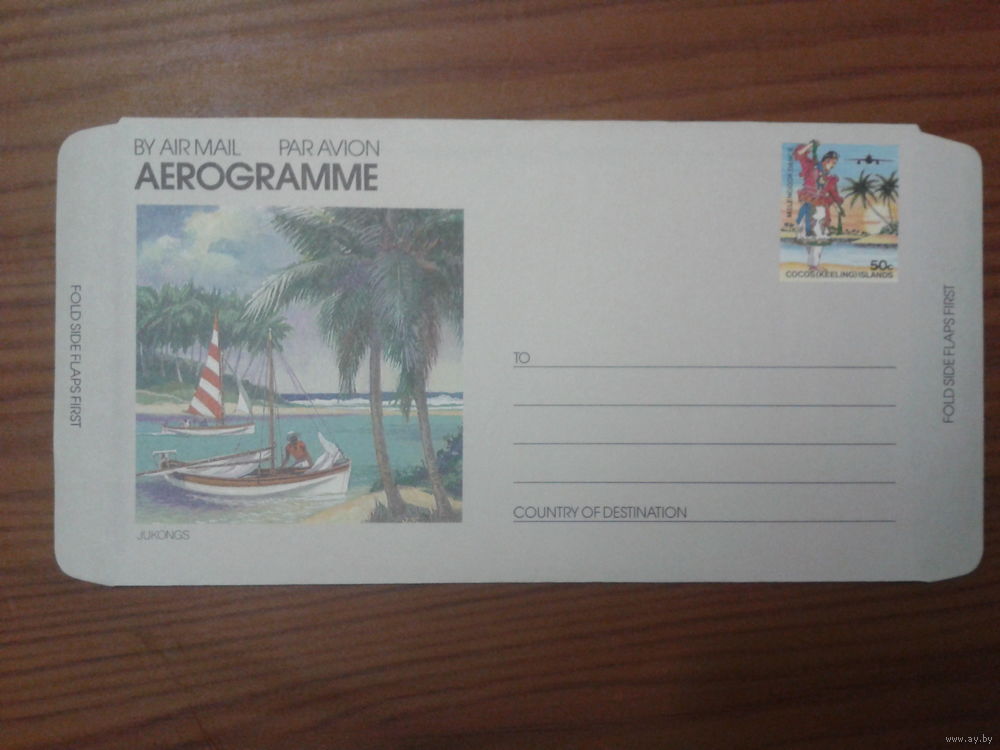 BY AIR MAIL PAR AVION
AEROGRAMME
FOLD SIDE FLAPS FIRST
JUKONGS
50c
COCOS (KEELING) ISLANDS
TO
COUNTRY OF DESTINATION
FOLD SIDE FLAPS FIRST
www.ay.by